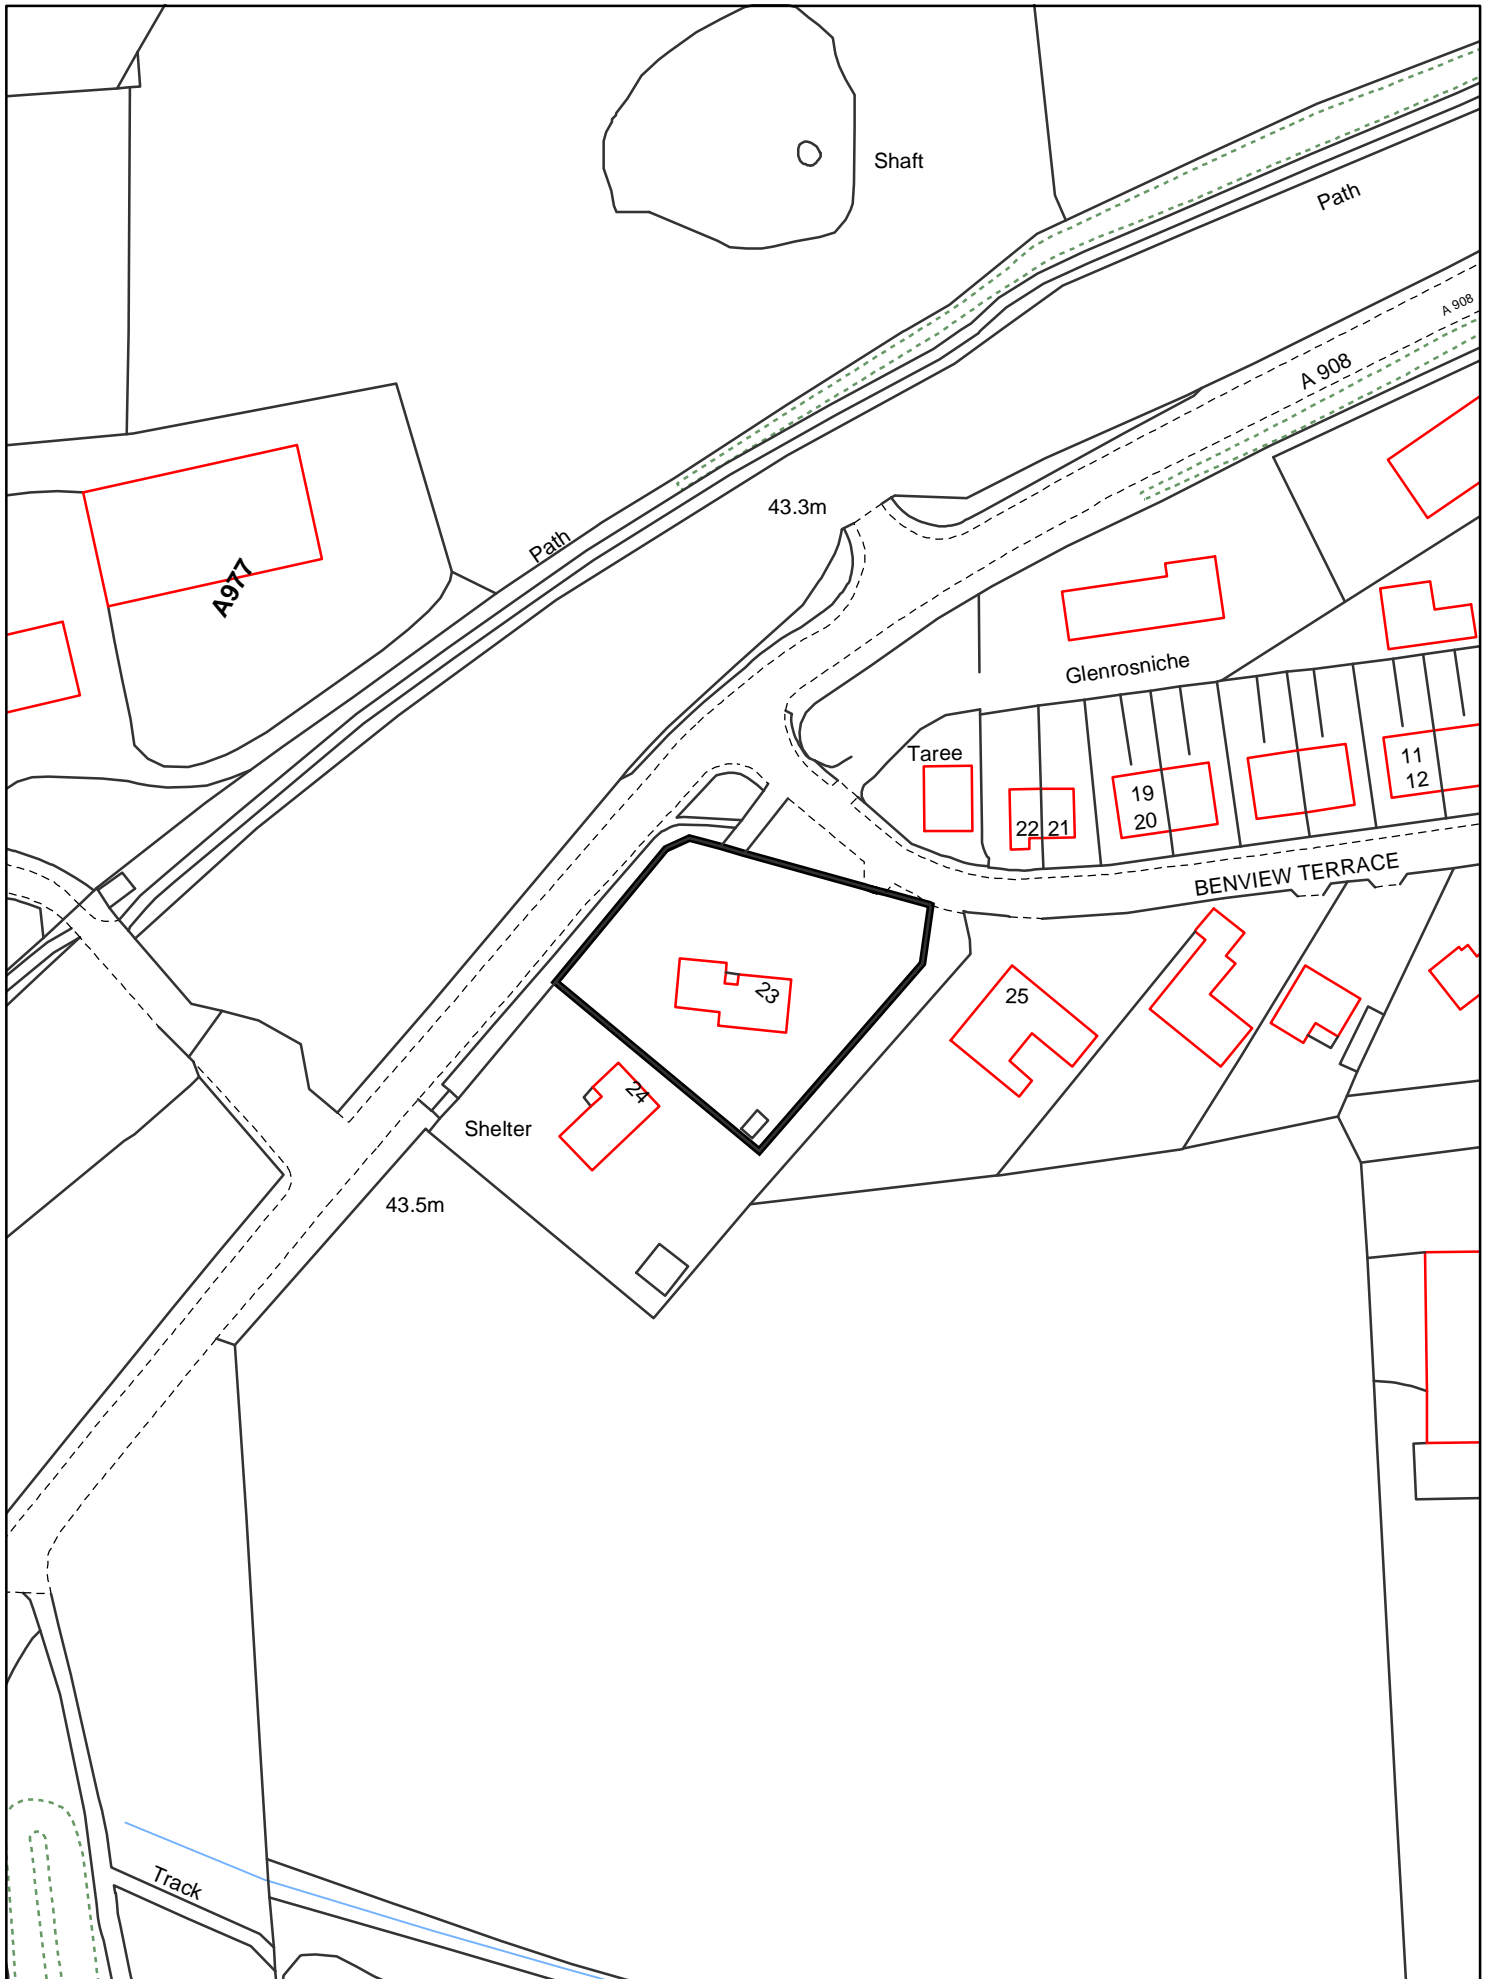 Shaft
Path
A 908
A 908
43.3m
Path
A977
Glenrosniche
Taree
11
12
19
20
22 21
BENVIEW TERRACE
23
25
24
Shelter
43.5m
Track